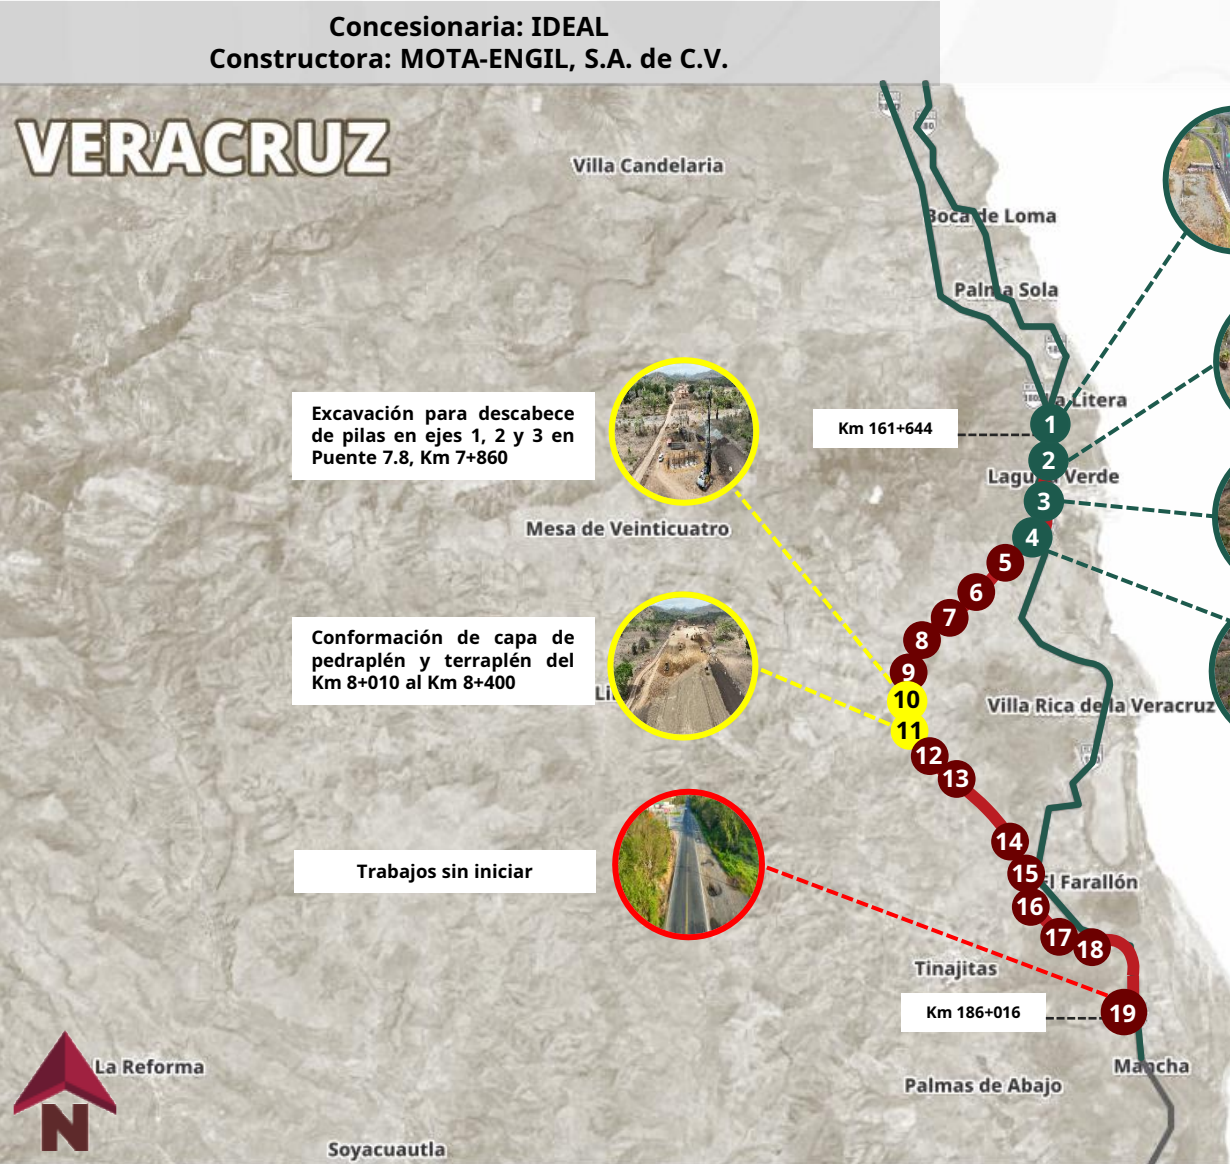 Concesionaria: IDEAL
Constructora: MOTA-ENGIL, S.A. de C.V.
VERACRUZ
Villa Candelaria
Boca de Loma
Palma Sola
La Litera
Excavación para descabece
de pilas en ejes 1, 2 y 3 en
Puente 7.8, Km 7+860
Km 161+644
1
2
Laguna Verde
3
Mesa de Veinticuatro
4
5
6
7
8
Conformación de capa de
pedraplén y terraplén del
Km 8+010 al Km 8+400
9
10
Villa Rica de la Veracruz
11
12
13
14
Trabajos sin iniciar
15
El Farallón
16
17
18
Tinajitas
Km 186+016
19
La Reforma
Mancha
Palmas de Abajo
N
Soyacuautla